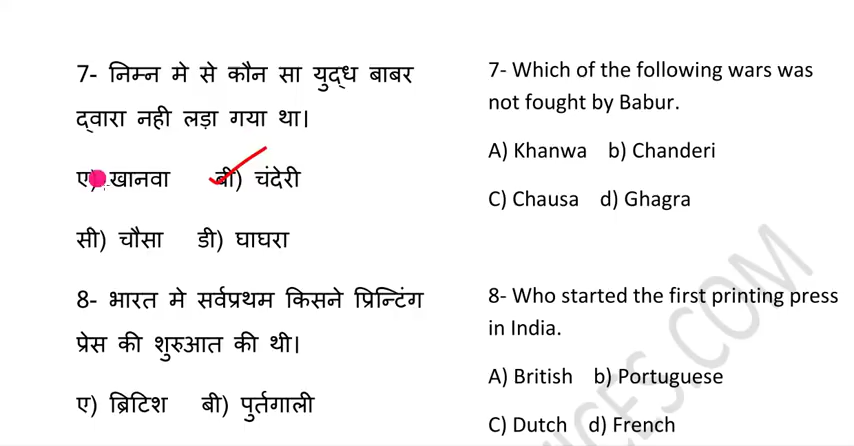 7- निम्न मे से कौन सा युद्ध बाबर
द्वारा नही लड़ा गया था।
ए) खानवा बी) चंदेरी
सी) चौसा डी) घाघरा
8- भारत मे सर्वप्रथम किसने प्रिन्टिंग
प्रेस की शुरुआत की थी।
ए) ब्रिटिश बी) पुर्तगाली
7- Which of the following wars was
not fought by Babur.
A) Khanwa b) Chanderi
C) Chausa d) Ghagra
8- Who started the first printing press
in India.
A) British b) Portuguese
C) Dutch d) French